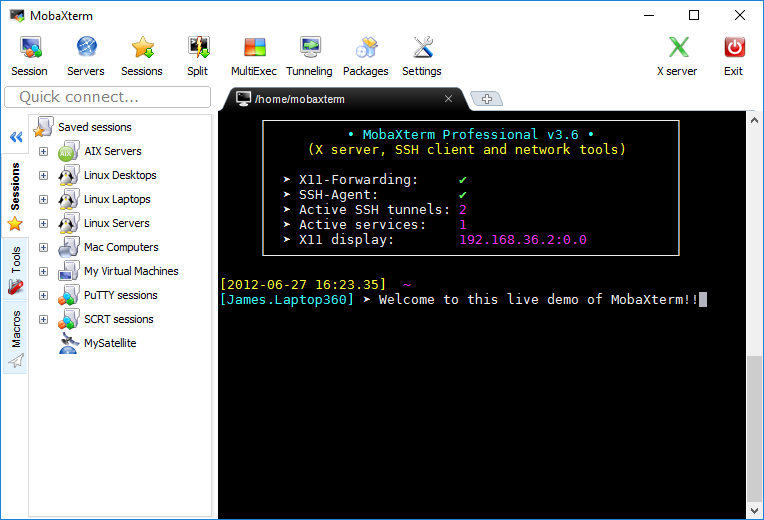 MobaXterm
Session Servers Sessions Split MultiExec Tunneling Packages Settings X server Exit
Quick connect...
/home/mobaxterm
Saved sessions
AIX Servers
Linux Desktops
Linux Laptops
Linux Servers
Mac Computers
My Virtual Machines
PuTTY sessions
SCRT sessions
MySatellite
Sessions
Tools
Macros
• MobaXterm Professional v3.6 •
(X server, SSH client and network tools)
➤ X11-Forwarding: ✔
➤ SSH-Agent: ✔
➤ Active SSH tunnels: 2
➤ Active services: 1
➤ X11 display: 192.168.36.2:0.0
[2012-06-27 16:23.35] ~
[James.Laptop360] ➤ Welcome to this live demo of MobaXterm!!